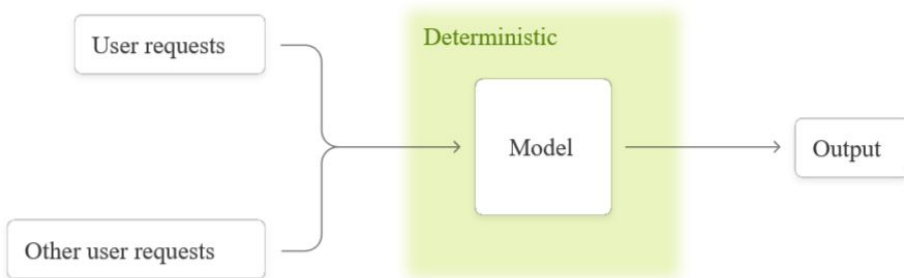 User requests
Deterministic
Model
Output
Other user requests